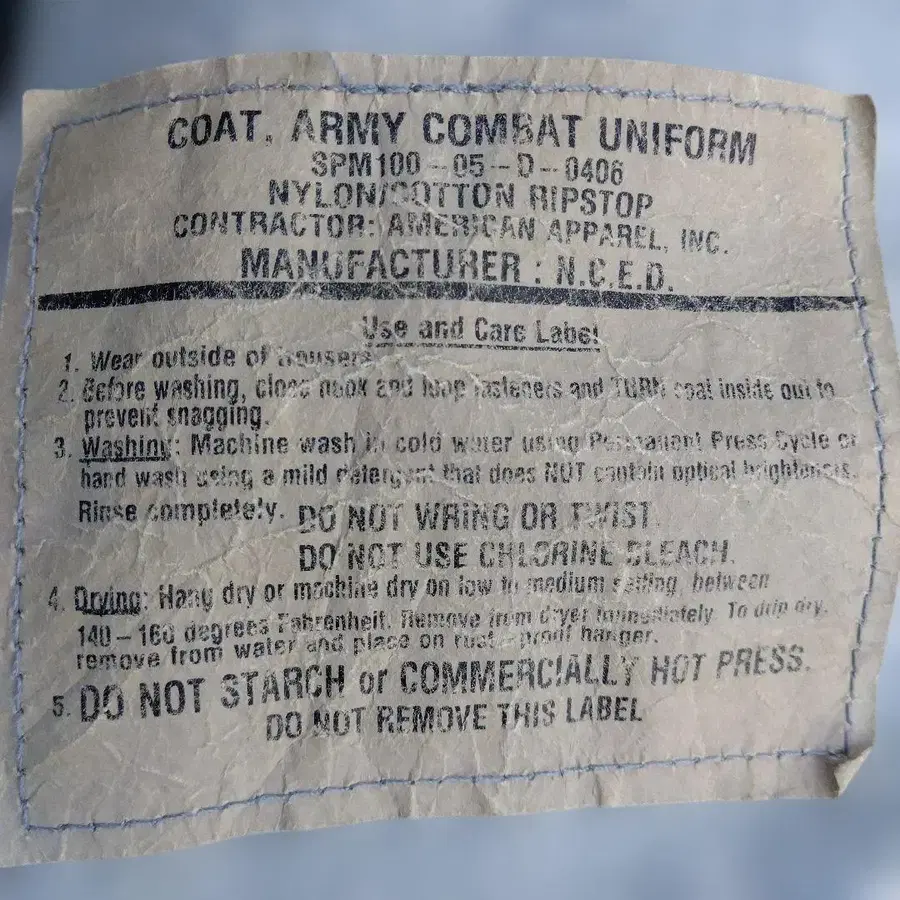 COAT, ARMY COMBAT UNIFORM
SPM100-05-D-0406
NYLON/COTTON RIPSTOP
CONTRACTOR: AMERICAN APPAREL, INC.
MANUFACTURER : N.C.E.D.
Use and Care Label
1. Wear outside of trousers
2. Before washing, close hook and loop fasteners and TURN coat inside out to
prevent snagging.
3. Washing: Machine wash in cold water using Permanent Press Cycle or
hand wash using a mild detergent that does NOT contain optical brighteners.
Rinse completely. DO NOT WRING OR TWIST.
DO NOT USE CHLORINE BLEACH.
4. Drying: Hang dry or machine dry on low to medium setting, between
140-160 degrees Fahrenheit. Remove from dryer immediately. To drip dry,
remove from water and place on rust-proof hanger.
5. DO NOT STARCH or COMMERCIALLY HOT PRESS.
DO NOT REMOVE THIS LABEL